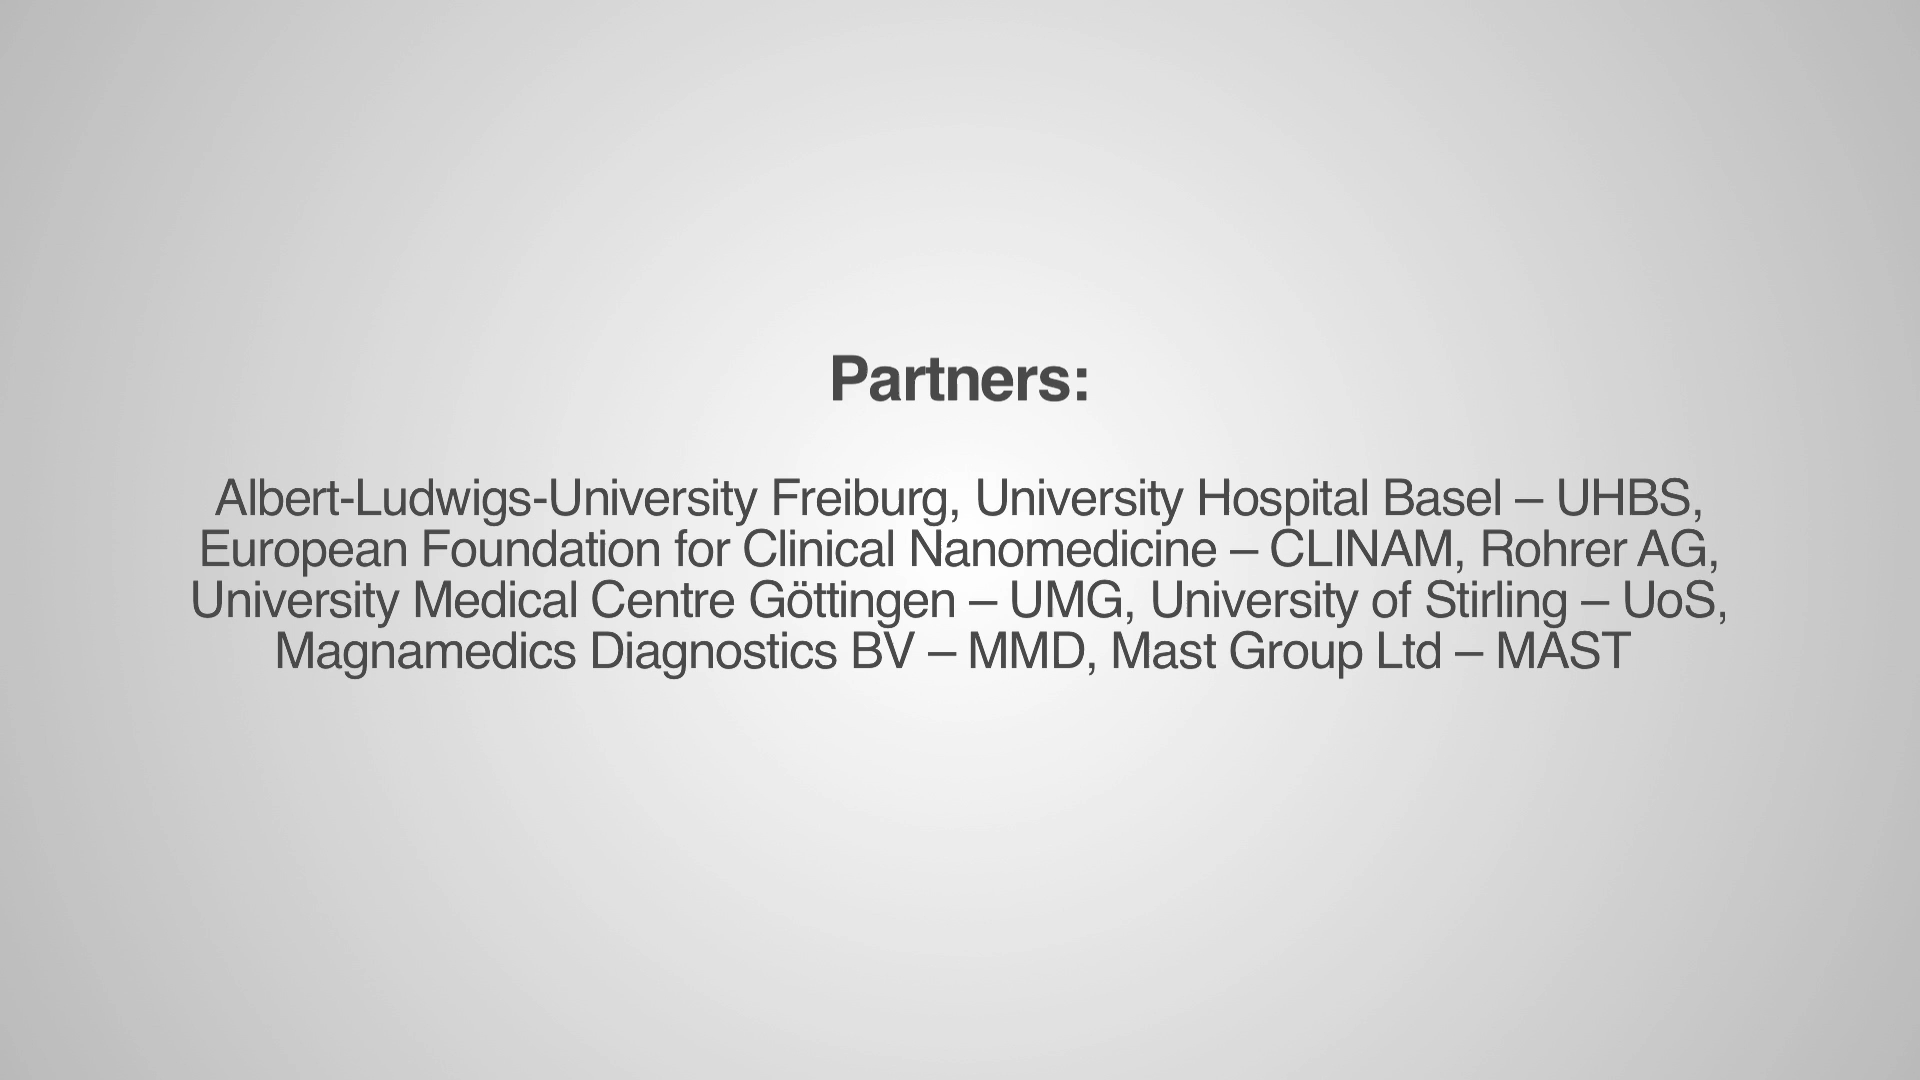 Partners:
Albert-Ludwigs-University Freiburg, University Hospital Basel – UHBS,
European Foundation for Clinical Nanomedicine – CLINAM, Rohrer AG,
University Medical Centre Göttingen – UMG, University of Stirling – UoS,
Magnamedics Diagnostics BV – MMD, Mast Group Ltd – MAST